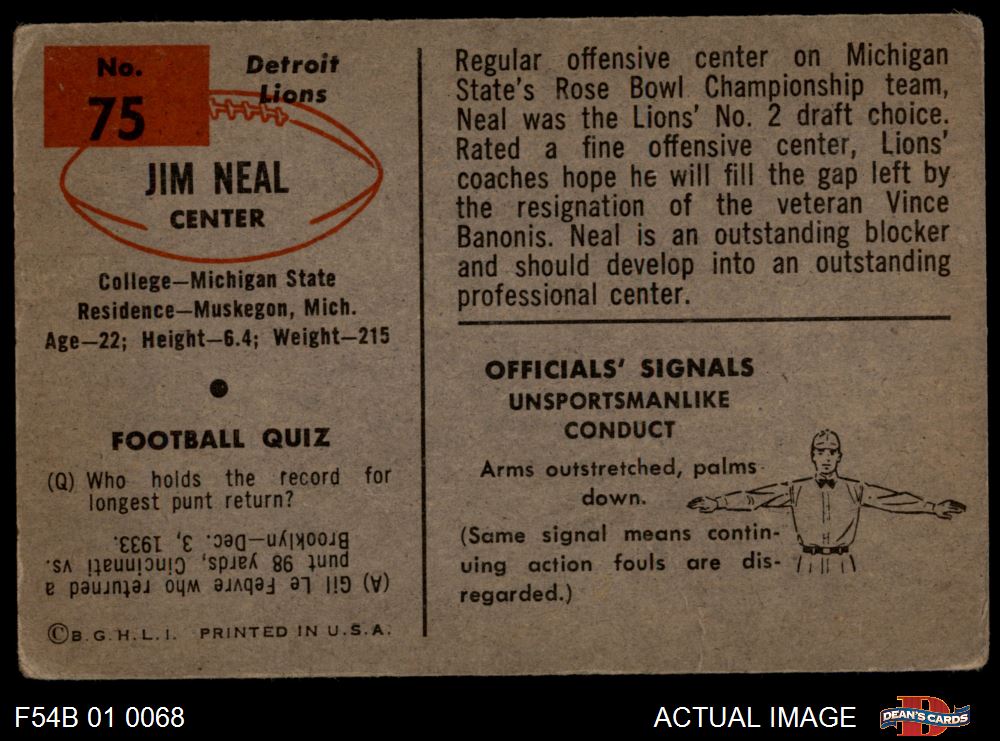 No.
75
Detroit
Lions
JIM NEAL
CENTER
College—Michigan State
Residence—Muskegon, Mich.
Age—22; Height—6.4; Weight—215
FOOTBALL QUIZ
(Q) Who holds the record for
longest punt return?
(A) Gil Le Febvre who returned a
punt 98 yards, Cincinnati vs.
Brooklyn—Dec. 3, 1933.
©B.G.H.L.I. PRINTED IN U.S.A.
Regular offensive center on Michigan
State's Rose Bowl Championship team,
Neal was the Lions' No. 2 draft choice.
Rated a fine offensive center, Lions'
coaches hope he will fill the gap left by
the resignation of the veteran Vince
Banonis. Neal is an outstanding blocker
and should develop into an outstanding
professional center.
OFFICIALS' SIGNALS
UNSPORTSMANLIKE
CONDUCT
Arms outstretched, palms
down.
(Same signal means contin-
uing action fouls are dis-
regarded.)
F54B 01 0068
ACTUAL IMAGE
D
DEAN'S CARDS